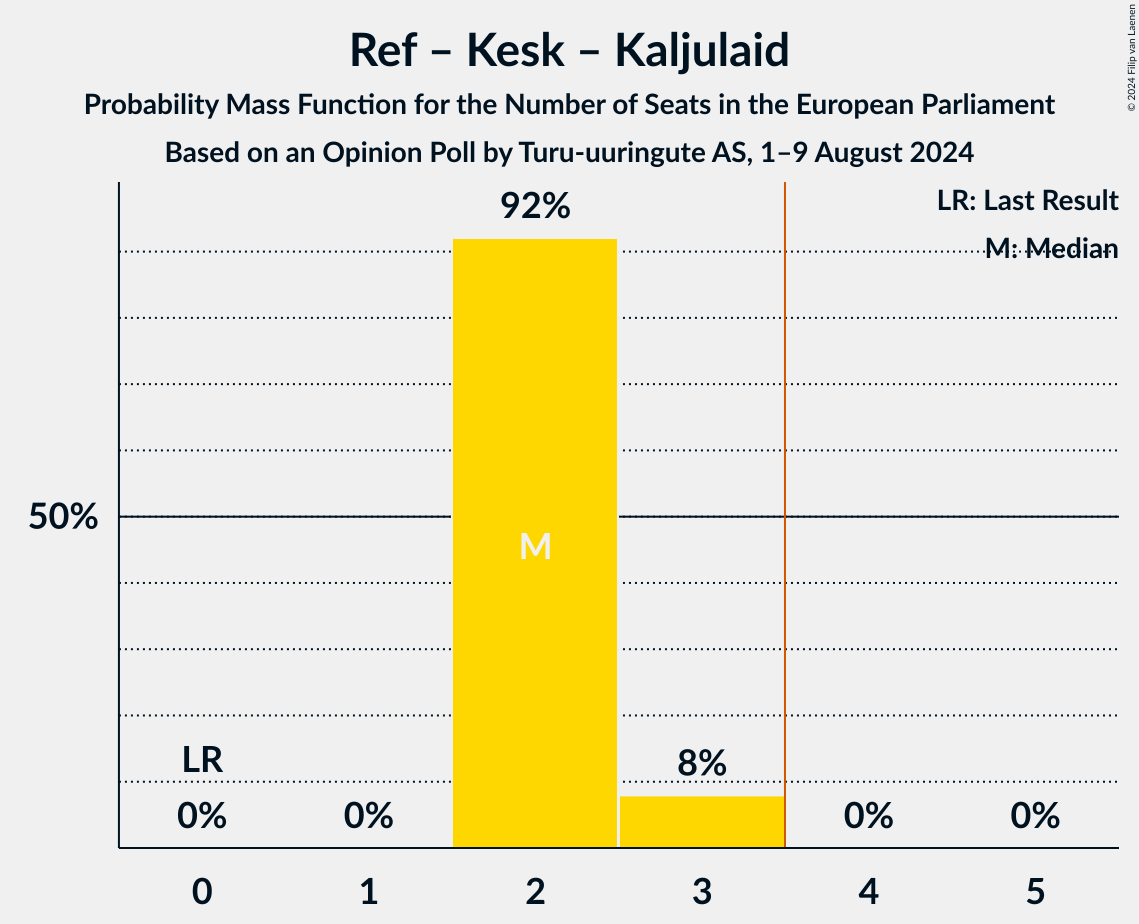 Ref – Kesk – Kaljulaid
Probability Mass Function for the Number of Seats in the European Parliament
Based on an Opinion Poll by Turu-uuringute AS, 1–9 August 2024
© 2024 Filip van Laenen
LR: Last Result
M: Median
92%
50%
M
LR
8%
0%
0%
0%
0%
0
1
2
3
4
5